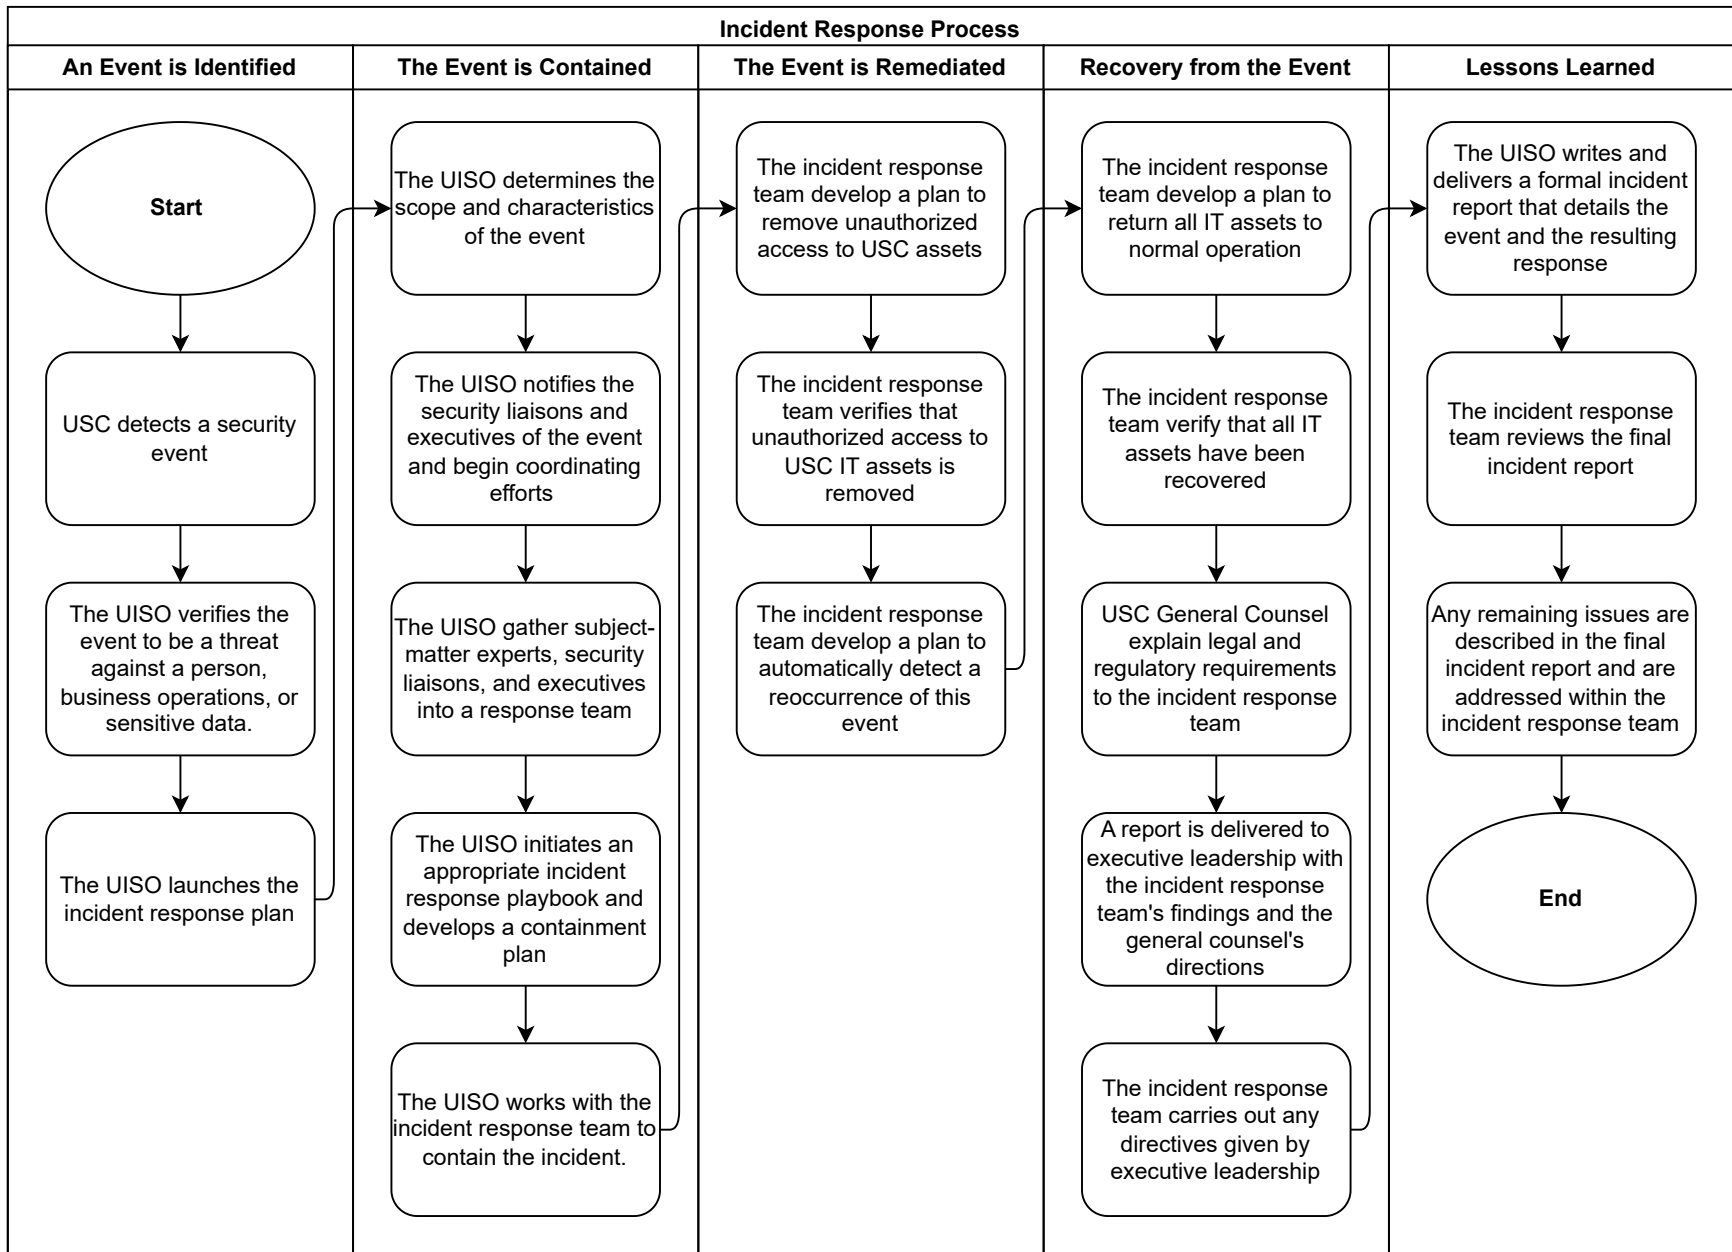 Incident Response Process
An Event is Identified
The Event is Contained
The Event is Remediated
Recovery from the Event
Lessons Learned
Start
USC detects a security
event
The UISO verifies the
event to be a threat
against a person,
business operations, or
sensitive data.
The UISO launches the
incident response plan
The UISO determines the
scope and characteristics
of the event
The UISO notifies the
security liaisons and
executives of the event
and begin coordinating
efforts
The UISO gather subject-
matter experts, security
liaisons, and executives
into a response team
The UISO initiates an
appropriate incident
response playbook and
develops a containment
plan
The UISO works with the
incident response team to
contain the incident.
The incident response
team develop a plan to
remove unauthorized
access to USC assets
The incident response
team verifies that
unauthorized access to
USC IT assets is
removed
The incident response
team develop a plan to
automatically detect a
reoccurrence of this
event
The incident response
team develop a plan to
return all IT assets to
normal operation
The incident response
team verify that all IT
assets have been
recovered
USC General Counsel
explain legal and
regulatory requirements
to the incident response
team
A report is delivered to
executive leadership with
the incident response
team's findings and the
general counsel's
directions
The incident response
team carries out any
directives given by
executive leadership
The UISO writes and
delivers a formal incident
report that details the
event and the resulting
response
The incident response
team reviews the final
incident report
Any remaining issues are
described in the final
incident report and are
addressed within the
incident response team
End